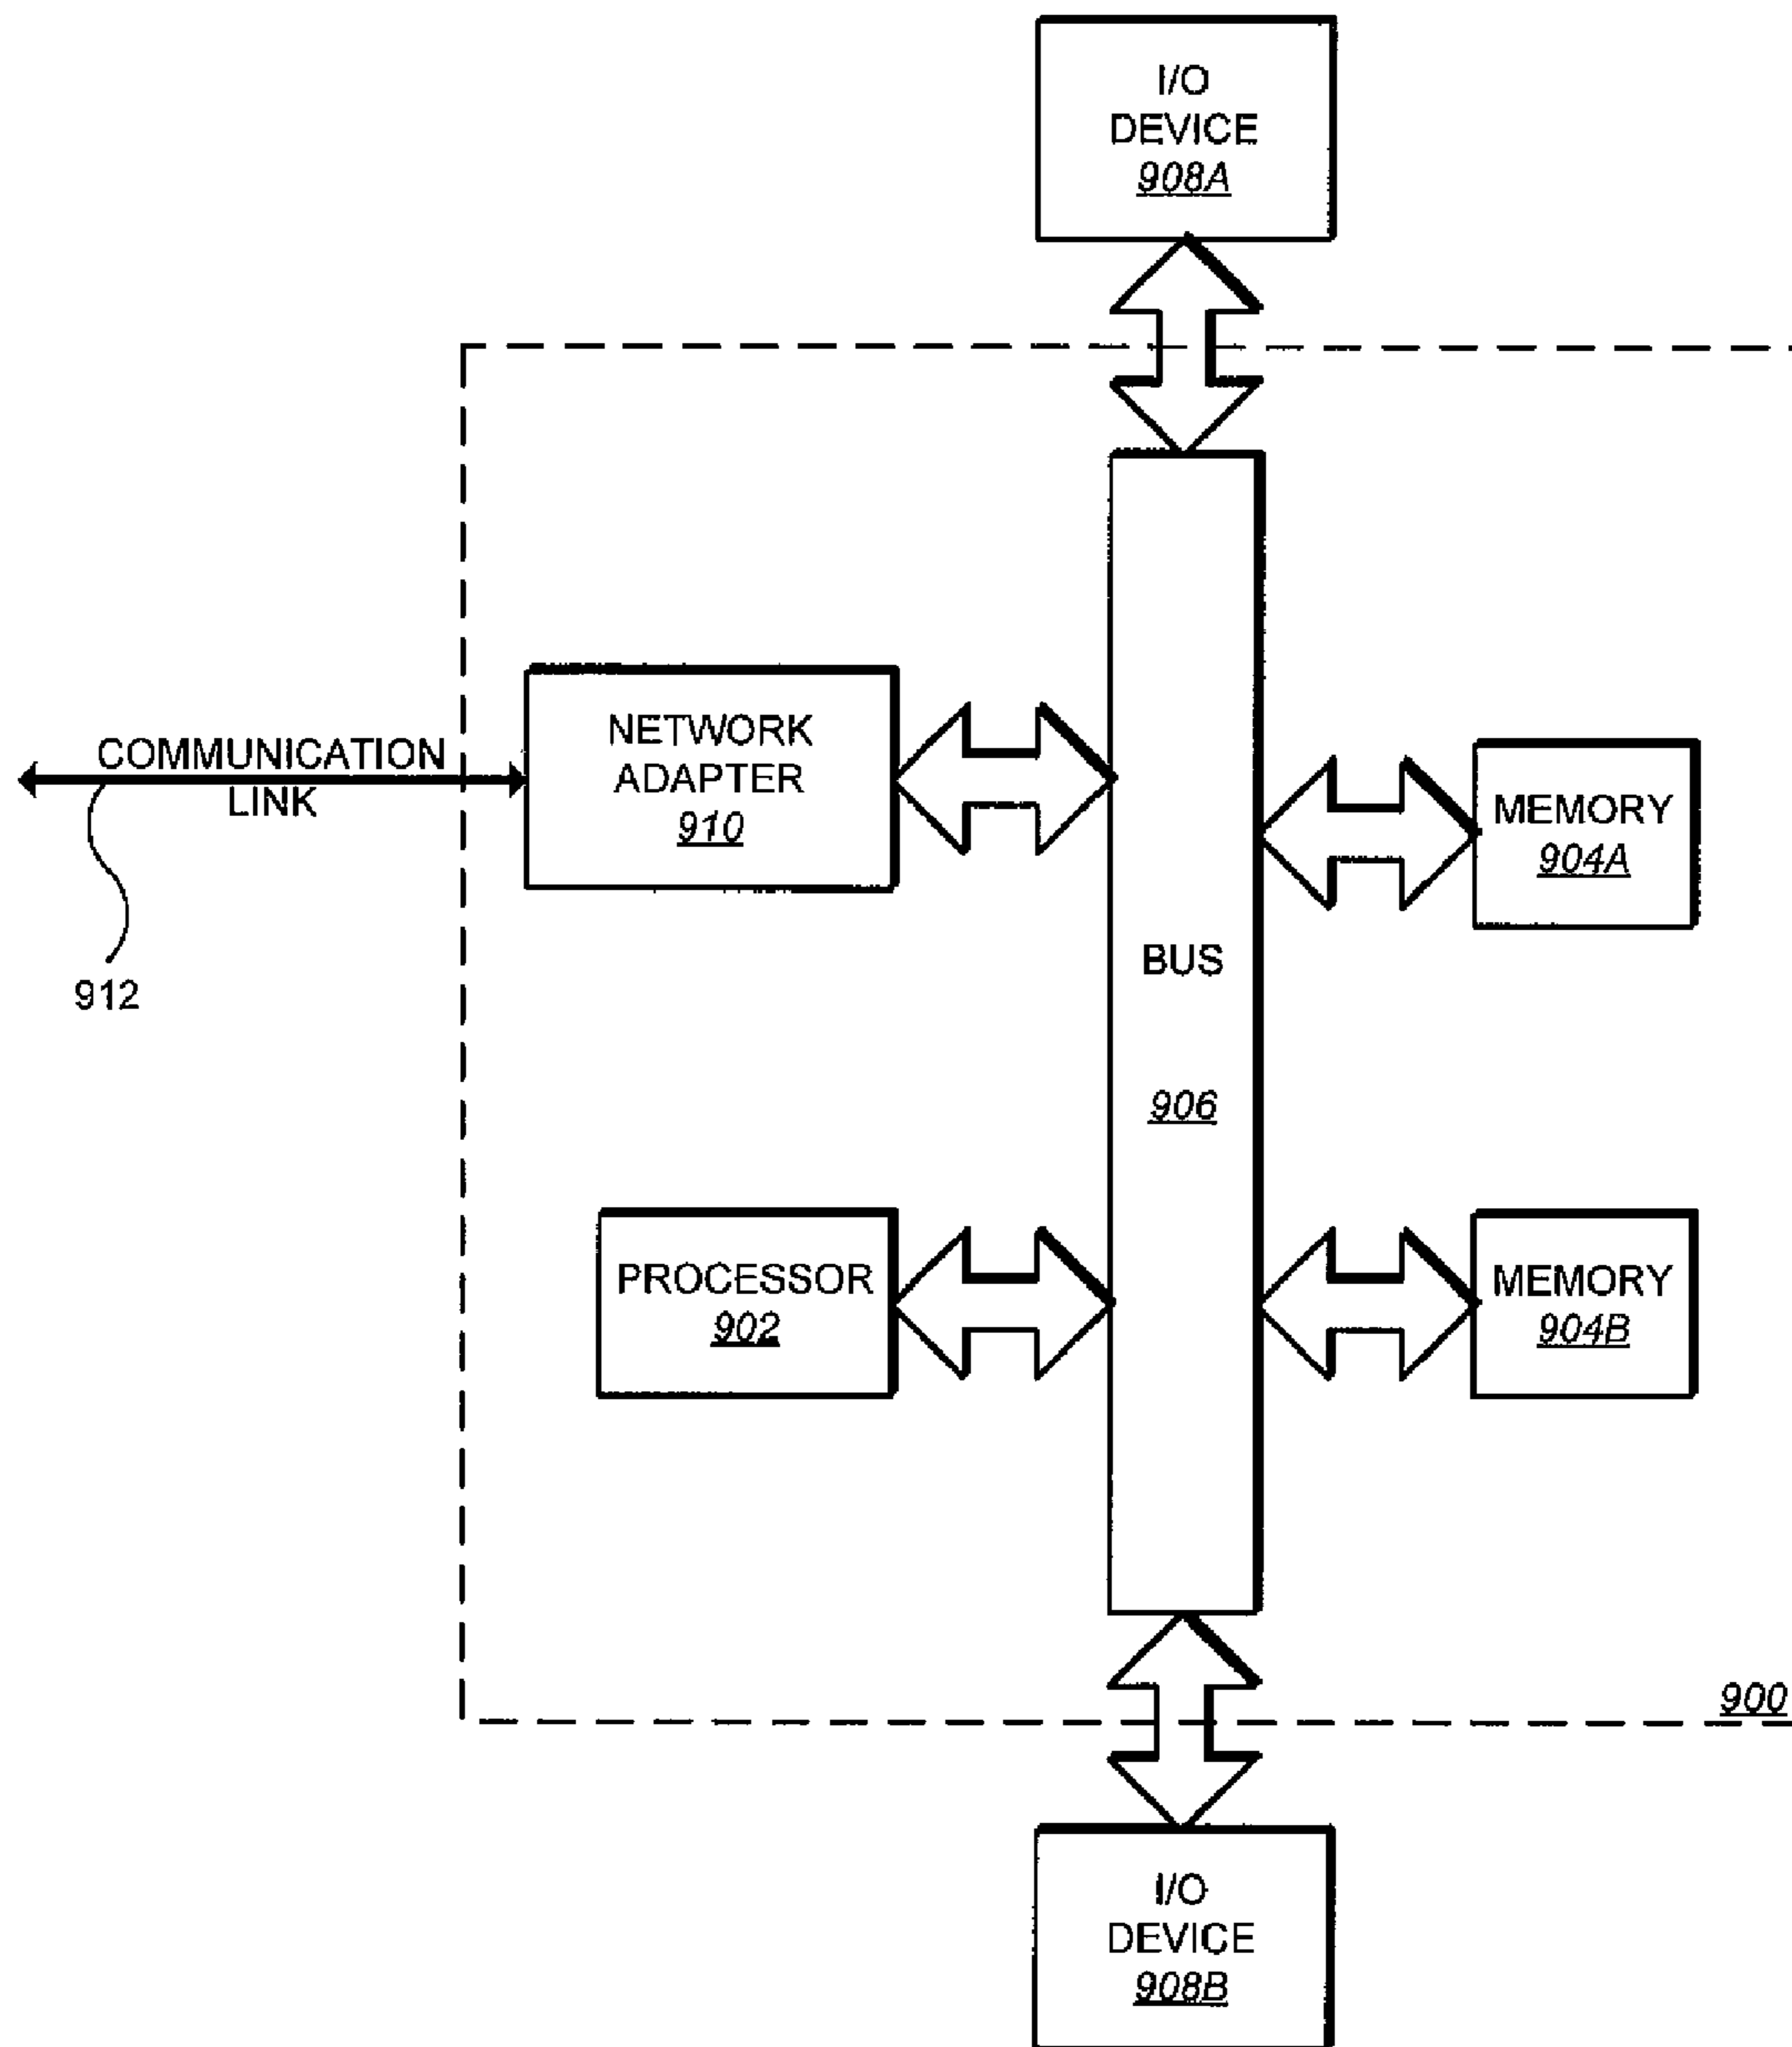 I/O
DEVICE
908A
COMMUNICATION
LINK
912
NETWORK
ADAPTER
910
MEMORY
904A
BUS
906
PROCESSOR
902
MEMORY
904B
900
I/O
DEVICE
908B